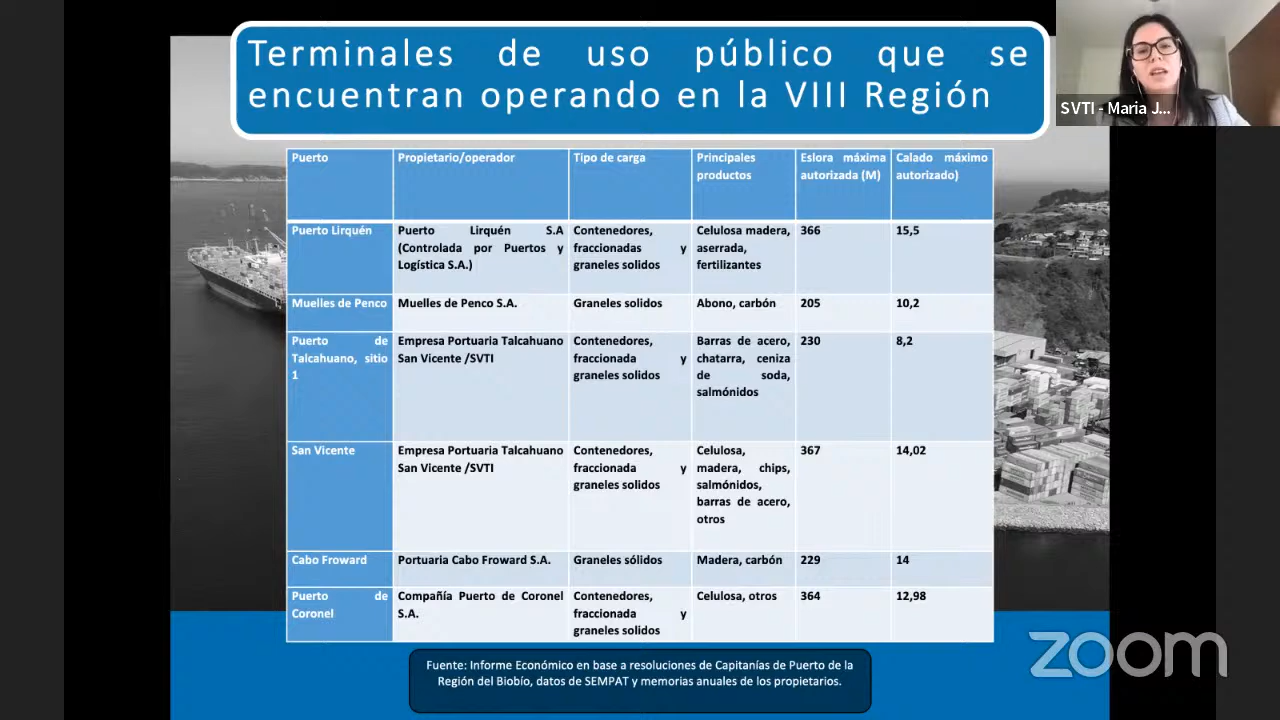 Terminales de uso público que se
encuentran operando en la VIII Región
SVTI - Maria J...
Puerto
Propietario/operador
Tipo de carga
Principales
productos
Eslora máxima
autorizada (M)
Calado máximo
autorizado)
Puerto Lirquén
Puerto Lirquén S.A
(Controlada por Puertos y
Logística S.A.)
Contenedores,
fraccionadas y
graneles solidos
Celulosa madera,
aserrada,
fertilizantes
366
15,5
Muelles de Penco
Muelles de Penco S.A.
Graneles solidos
Abono, carbón
205
10,2
Puerto de
Talcahuano, sitio
1
Empresa Portuaria Talcahuano
San Vicente /SVTI
Contenedores,
fraccionada y
graneles solidos
Barras de acero,
chatarra, ceniza
de soda,
salmónidos
230
8,2
San Vicente
Empresa Portuaria Talcahuano
San Vicente /SVTI
Contenedores,
fraccionada y
graneles solidos
Celulosa,
madera, chips,
salmónidos,
barras de acero,
otros
367
14,02
Cabo Froward
Portuaria Cabo Froward S.A.
Graneles sólidos
Madera, carbón
229
14
Puerto de
Coronel
Compañía Puerto de Coronel
S.A.
Contenedores,
fraccionada y
graneles solidos
Celulosa, otros
364
12,98
Fuente: Informe Económico en base a resoluciones de Capitanías de Puerto de la
Región del Biobío, datos de SEMPAT y memorias anuales de los propietarios.
zoom